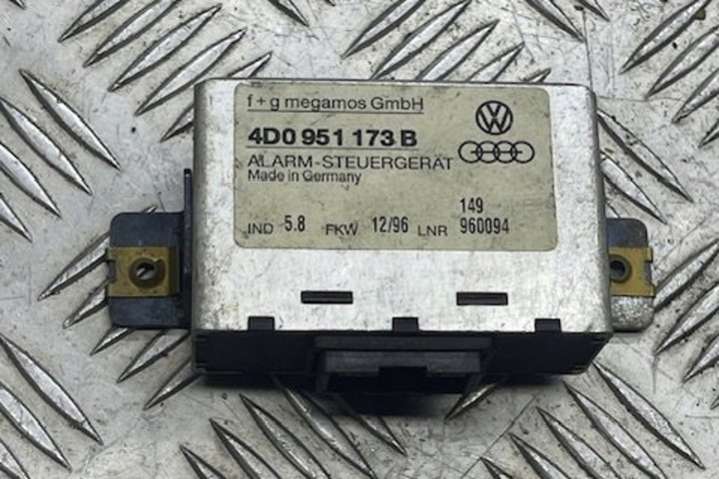 f+g megamos GmbH
4D0 951 173 B
ALARM-STEUERGERÄT
Made in Germany
149
IND 5.8 FKW 12/96 LNR 960094